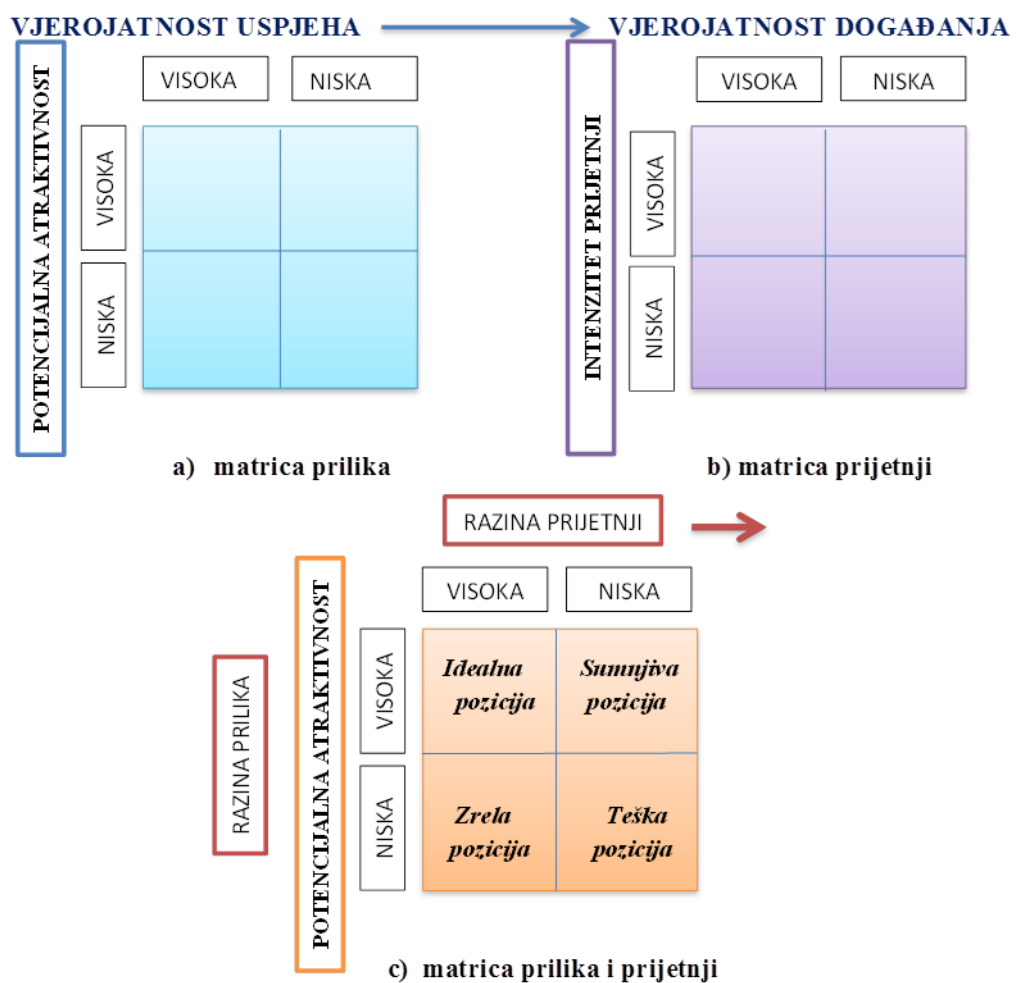 VJEROJATNOST USPJEHA
VJEROJATNOST DOGAĐANJA
POTENCIJALNA ATRAKTIVNOST
VISOKA
NISKA
VISOKA
NISKA
a) matrica prilika
INTENZITET PRIJETNJI
VISOKA
NISKA
VISOKA
NISKA
b) matrica prijetnji
RAZINA PRIJETNJI
RAZINA PRILIKA
POTENCIJALNA ATRAKTIVNOST
VISOKA
NISKA
VISOKA
NISKA
Idealna
pozicija
Sumnjiva
pozicija
Zrela
pozicija
Teška
pozicija
c) matrica prilika i prijetnji